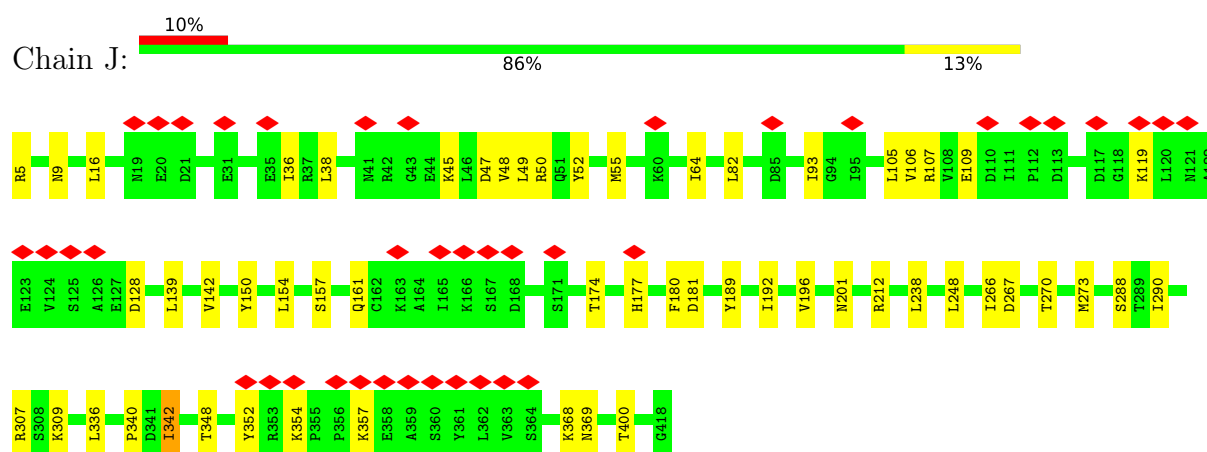 10%
Chain J:
86% 13%
R5 N9 L16 N19 E20 D21 E31 E35 I36 R37 L38 N41 R42 G43 E44 K45 L46 D47 V48 L49 R50 Q51 Y52 M55 K60 I64 L82 D85 I93 G94 I95 L105 V106 R107 V108 E109 D110 I111 P112 D113 D117 G118 K119 L120 N121 A122
E123 V124 S125 A126 E127 D128 L139 V142 Y150 L154 S157 Q161 C162 K163 A164 I165 K166 S167 D168 S171 T174 H177 F180 D181 Y189 I192 V196 N201 R212 L238 L248 I266 D267 T270 M273 S288 T289 I290
R307 S308 K309 L336 P340 D341 I342 T348 Y352 R353 K354 P355 P356 K357 E358 A359 S360 Y361 L362 V363 S364 K368 N369 T400 G418